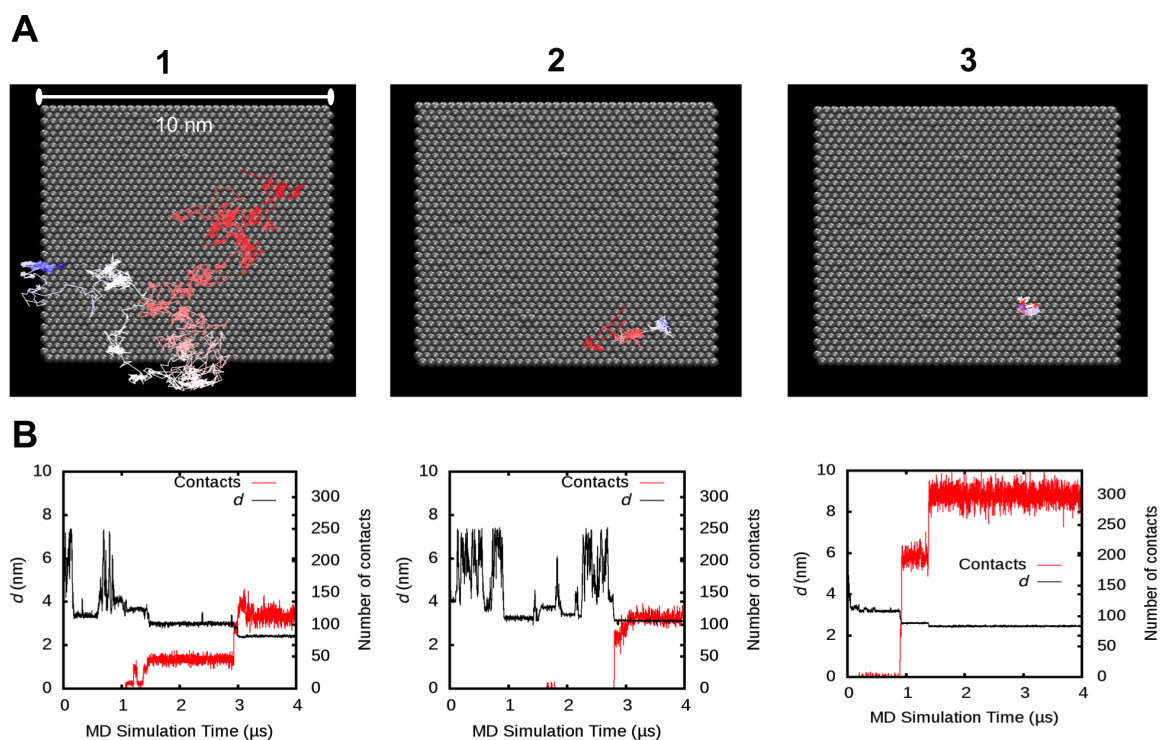 A
1 2 3
10 nm
B
10 10 10
8 8 8
6 6 6
4 4 4
2 2 2
0 0 0
d (nm) d (nm) d (nm)
Contacts Contacts Contacts
d d d
300 300 300
250 250 250
200 200 200
150 150 150
100 100 100
50 50 50
0 0 0
Number of contacts Number of contacts Number of contacts
0 1 2 3 4 0 1 2 3 4 0 1 2 3 4
MD Simulation Time (µs) MD Simulation Time (µs) MD Simulation Time (µs)